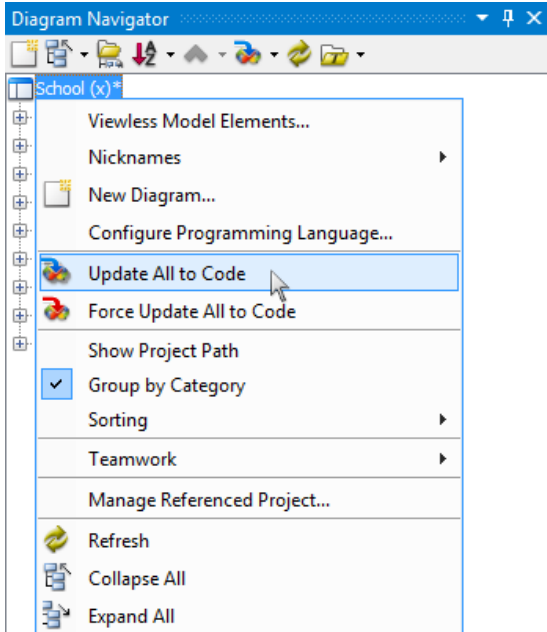 Diagram Navigator
School (x)*
Viewless Model Elements...
Nicknames
New Diagram...
Configure Programming Language...
Update All to Code
Force Update All to Code
Show Project Path
Group by Category
Sorting
Teamwork
Manage Referenced Project...
Refresh
Collapse All
Expand All